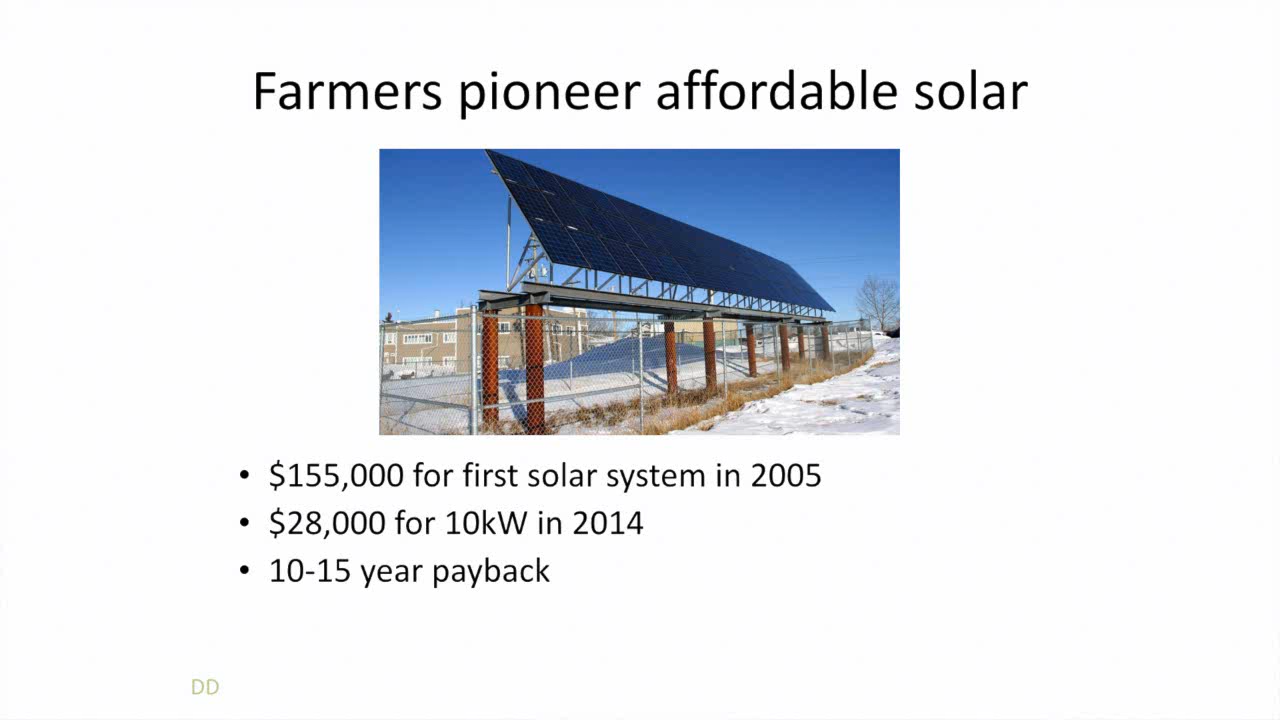 Farmers pioneer affordable solar
• $155,000 for first solar system in 2005
• $28,000 for 10kW in 2014
• 10-15 year payback
DD